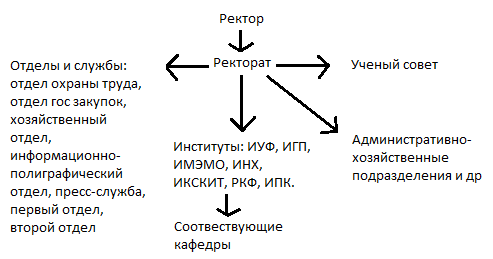 Ректор
Ректорат
Ученый совет
Отделы и службы:
отдел охраны труда,
отдел гос закупок,
хозяйственный
отдел,
информационно-
полиграфический
отдел, пресс-служба,
первый отдел,
второй отдел
Институты: ИУФ, ИГП,
ИМЭМО, ИНХ,
ИКСКИТ, РКФ, ИПК.
Соотвествующие
кафедры
Административно-
хозяйственные
подразделения и др